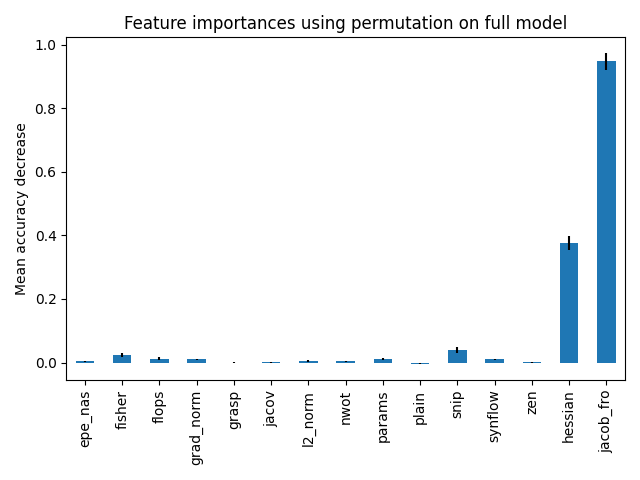 Feature importances using permutation on full model
Mean accuracy decrease
1.0
0.8
0.6
0.4
0.2
0.0
epe_nas
fisher
flops
grad_norm
grasp
jacov
l2_norm
nwot
params
plain
snip
synflow
zen
hessian
jacob_fro